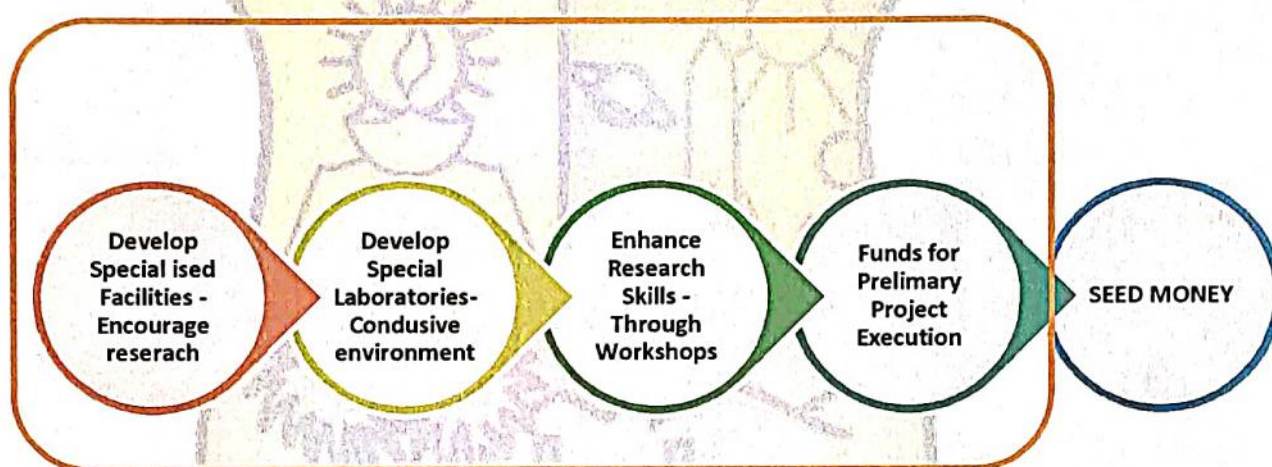 Develop
Special ised
Facilities -
Encourage
reserach
Develop
Special
Laboratories-
Condusive
environment
Enhance
Research
Skills -
Through
Workshops
Funds for
Prelimary
Project
Execution
SEED MONEY